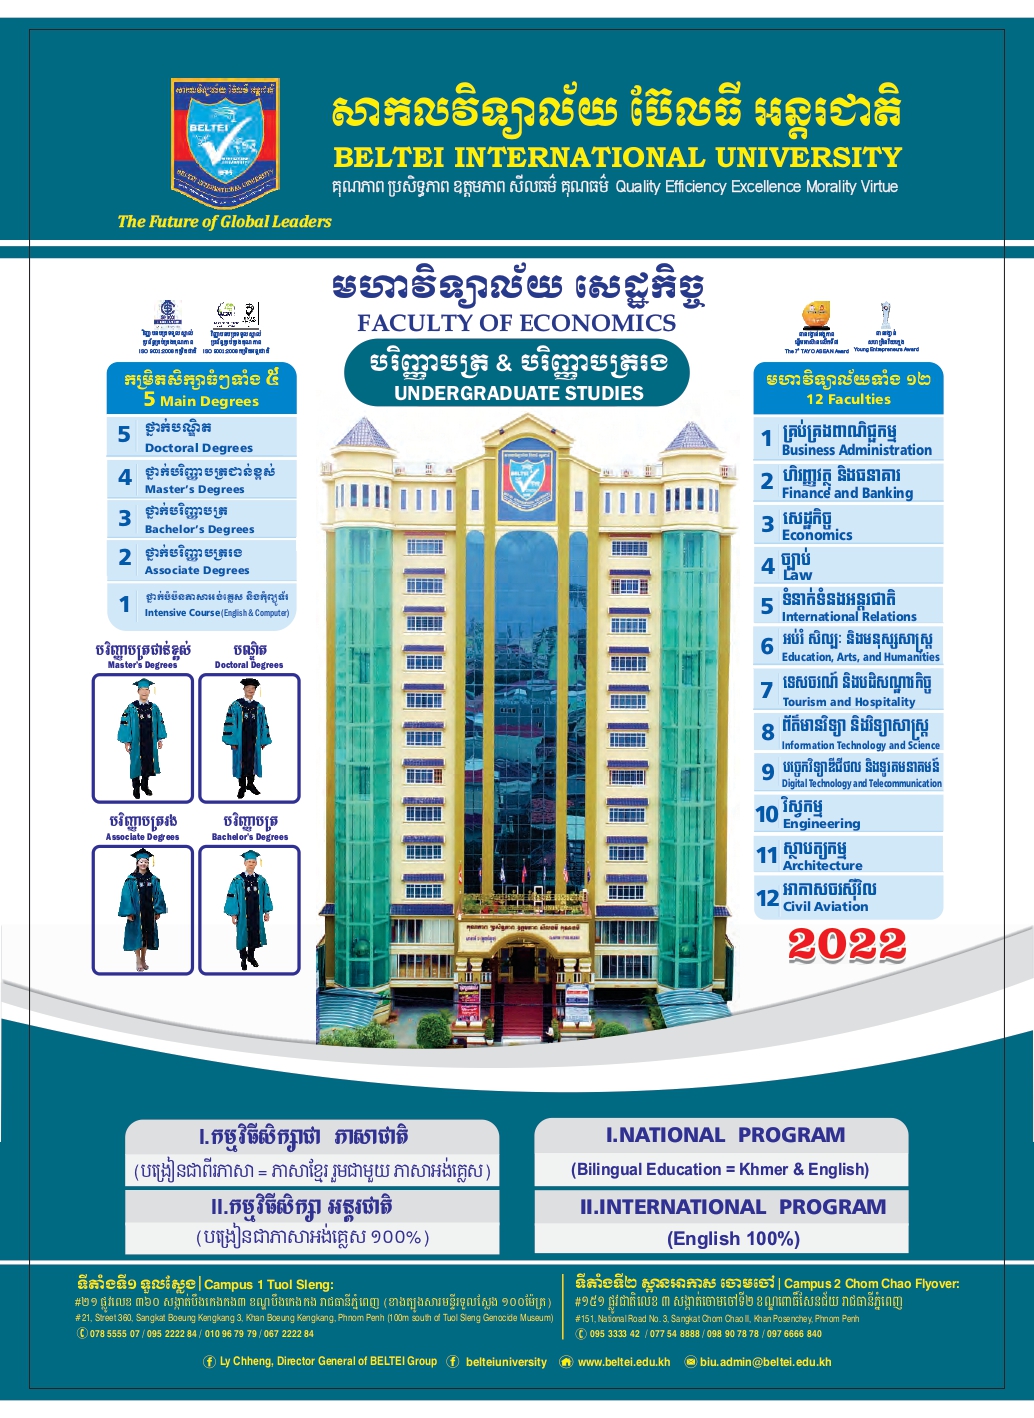 សាកលវិទ្យាល័យ ប៊ែលធី អន្តរជាតិ
BELTEI INTERNATIONAL UNIVERSITY
គុណភាព ប្រសិទ្ធភាព ឧត្តមភាព សីលធម៌ គុណធម៌ Quality Efficiency Excellence Morality Virtue
BELTEI
BELTEI INTERNATIONAL UNIVERSITY
The Future of Global Leaders
មហាវិទ្យាល័យ សេដ្ឋកិច្ច
FACULTY OF ECONOMICS
បរិញ្ញាបត្រ & បរិញ្ញាបត្ររង
UNDERGRADUATE STUDIES
ISO 9001:2008
ISO 9001:2008
The 7th TAYO ASEAN Award
Young Entrepreneurs Award
កម្រិតសិក្សាធំៗទាំង ៥
5 Main Degrees
5 ថ្នាក់បណ្ឌិត
Doctoral Degrees
4 ថ្នាក់បរិញ្ញាបត្រជាន់ខ្ពស់
Master's Degrees
3 ថ្នាក់បរិញ្ញាបត្រ
Bachelor's Degrees
2 ថ្នាក់បរិញ្ញាបត្ររង
Associate Degrees
1 ថ្នាក់បំប៉នភាសាអង់គ្លេស និងកុំព្យូទ័រ
Intensive Course (English & Computer)
បរិញ្ញាបត្រជាន់ខ្ពស់
Master's Degrees
បណ្ឌិត
Doctoral Degrees
បរិញ្ញាបត្ររង
Associate Degrees
បរិញ្ញាបត្រ
Bachelor's Degrees
មហាវិទ្យាល័យទាំង ១២
12 Faculties
1 គ្រប់គ្រងពាណិជ្ជកម្ម
Business Administration
2 ហិរញ្ញវត្ថុ និងធនាគារ
Finance and Banking
3 សេដ្ឋកិច្ច
Economics
4 ច្បាប់
Law
5 ទំនាក់ទំនងអន្តរជាតិ
International Relations
6 អប់រំ សិល្បៈ និងមនុស្សសាស្ត្រ
Education, Arts, and Humanities
7 ទេសចរណ៍ និងបដិសណ្ឋារកិច្ច
Tourism and Hospitality
8 ព័ត៌មានវិទ្យា និងវិទ្យាសាស្ត្រ
Information Technology and Science
9 បច្ចេកវិទ្យាឌីជីថល និងទូរគមនាគមន៍
Digital Technology and Telecommunication
10 វិស្វកម្ម
Engineering
11 ស្ថាបត្យកម្ម
Architecture
12 អាកាសចរស៊ីវិល
Civil Aviation
2022
I.កម្មវិធីសិក្សាជា ភាសាជាតិ
(បង្រៀនជាពីរភាសា = ភាសាខ្មែរ រួមជាមួយ ភាសាអង់គ្លេស)
II.កម្មវិធីសិក្សា អន្តរជាតិ
(បង្រៀនជាភាសាអង់គ្លេស ១០០%)
I.NATIONAL PROGRAM
(Bilingual Education = Khmer & English)
II.INTERNATIONAL PROGRAM
(English 100%)
ទីតាំងទី១ ទួលស្លែង | Campus 1 Tuol Sleng:
#២១ ផ្លូវលេខ ៣៦០ សង្កាត់បឹងកេងកង៣ ខណ្ឌបឹងកេងកង រាជធានីភ្នំពេញ (ខាងត្បូងសារមន្ទីរទួលស្លែង ១០០ម៉ែត្រ)
#21, Street 360, Sangkat Boeung Kengkang 3, Khan Boeung Kengkang, Phnom Penh (100m south of Tuol Sleng Genocide Museum)
078 5555 07 / 095 2222 84 / 010 96 79 79 / 067 2222 84
ទីតាំងទី២ ស្ពានអាកាស ចោមចៅ | Campus 2 Chom Chao Flyover:
#១៥១ ផ្លូវជាតិលេខ ៣ សង្កាត់ចោមចៅទី២ ខណ្ឌពោធិ៍សែនជ័យ រាជធានីភ្នំពេញ
#151, National Road No. 3, Sangkat Chom Chao II, Khan Posenchey, Phnom Penh
095 3333 42 / 077 54 8888 / 098 90 78 78 / 097 6666 840
Ly Chheng, Director General of BELTEI Group belteiuniversity www.beltei.edu.kh biu.admin@beltei.edu.kh